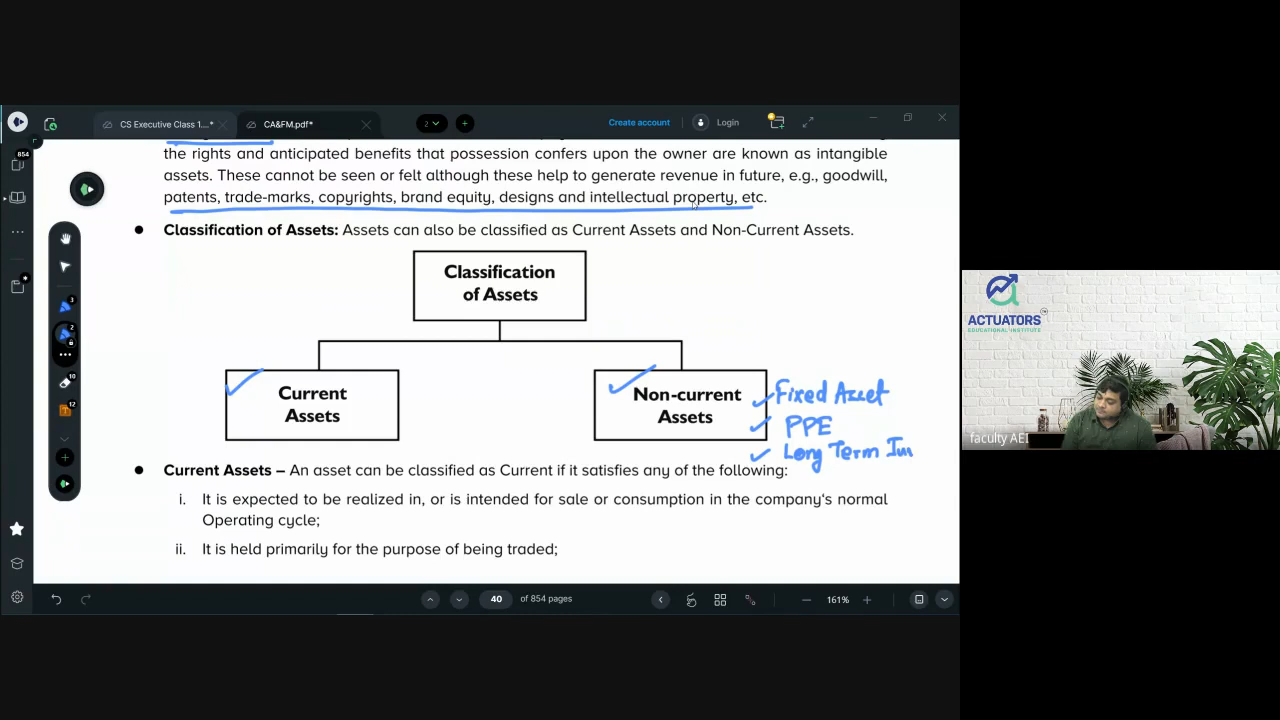 CS Executive Class 1....*
CA&FM.pdf*
2
Create account
Login
854
the rights and anticipated benefits that possession confers upon the owner are known as intangible
assets. These cannot be seen or felt although these help to generate revenue in future, e.g., goodwill,
patents, trade-marks, copyrights, brand equity, designs and intellectual property, etc.
Classification of Assets: Assets can also be classified as Current Assets and Non-Current Assets.
Classification
of Assets
Current
Assets
Non-current
Assets
Fixed Asset
PPE
Long Term Inv
Current Assets – An asset can be classified as Current if it satisfies any of the following:
i. It is expected to be realized in, or is intended for sale or consumption in the company's normal
Operating cycle;
ii. It is held primarily for the purpose of being traded;
3
2
10
12
40
of 854 pages
161%
ACTUATORS
EDUCATIONAL INSTITUTE
faculty AEI